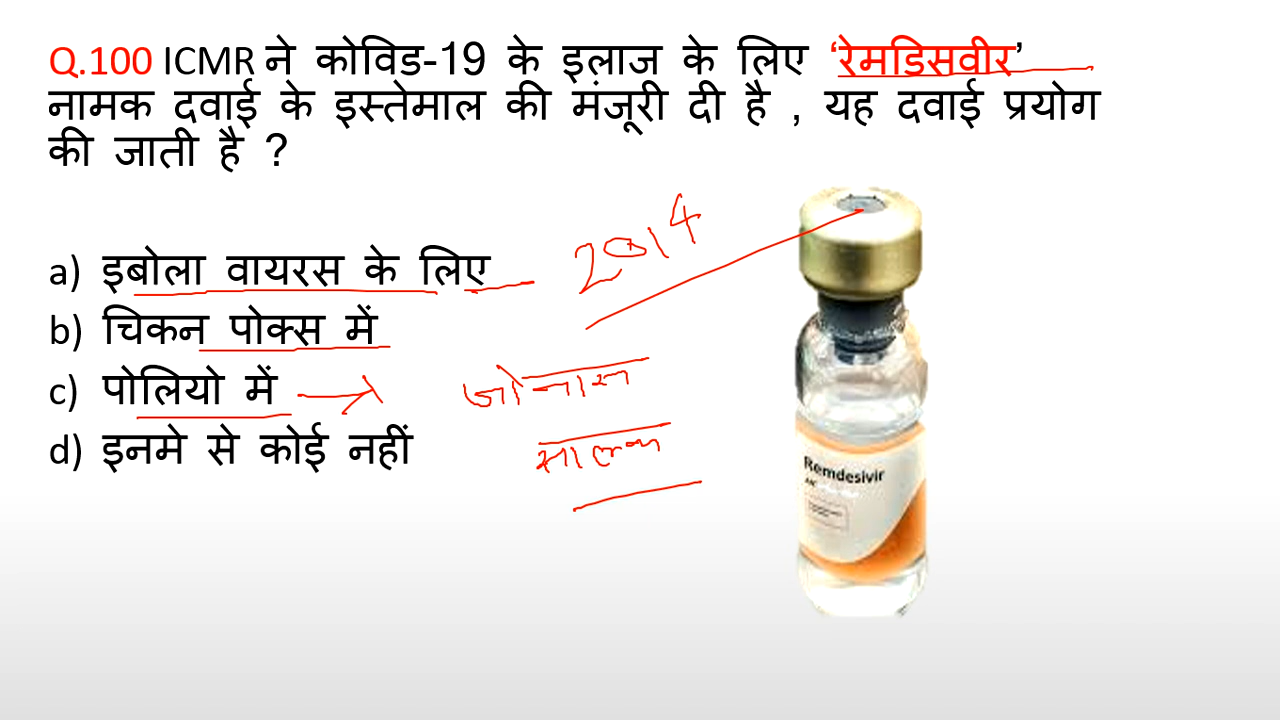 Q.100 ICMR ने कोविड-19 के इलाज के लिए ‘रेमडिसवीर’
नामक दवाई के इस्तेमाल की मंजूरी दी है , यह दवाई प्रयोग
की जाती है ?
a) इबोला वायरस के लिए
2014
b) चिकन पोक्स में
c) पोलियो में
जोनास
d) इनमे से कोई नहीं
साल्क
Remdesivir